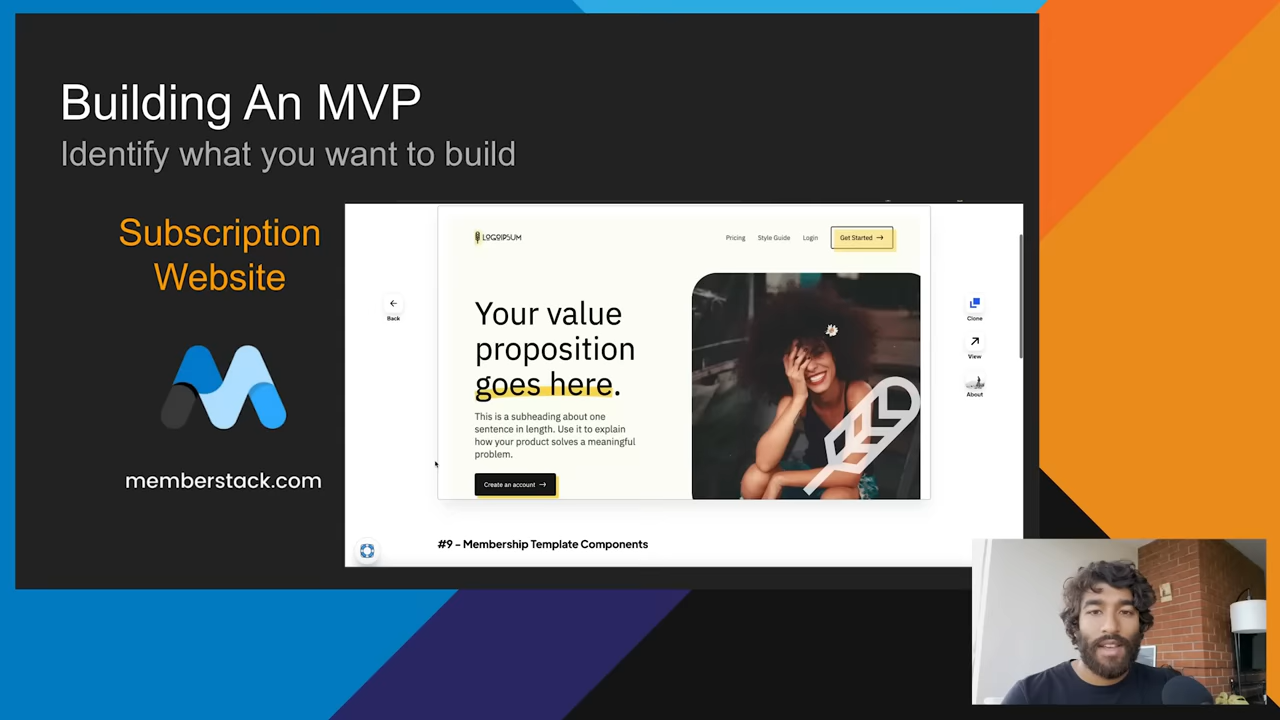 Building An MVP
Identify what you want to build
Subscription
Website
memberstack.com
LOGOIPSUM
Pricing
Style Guide
Login
Get Started →
← 
Back
Your value
proposition
goes here.
This is a subheading about one
sentence in length. Use it to explain
how your product solves a meaningful
problem.
Create an account →
Clone
View
About
#9 – Membership Template Components